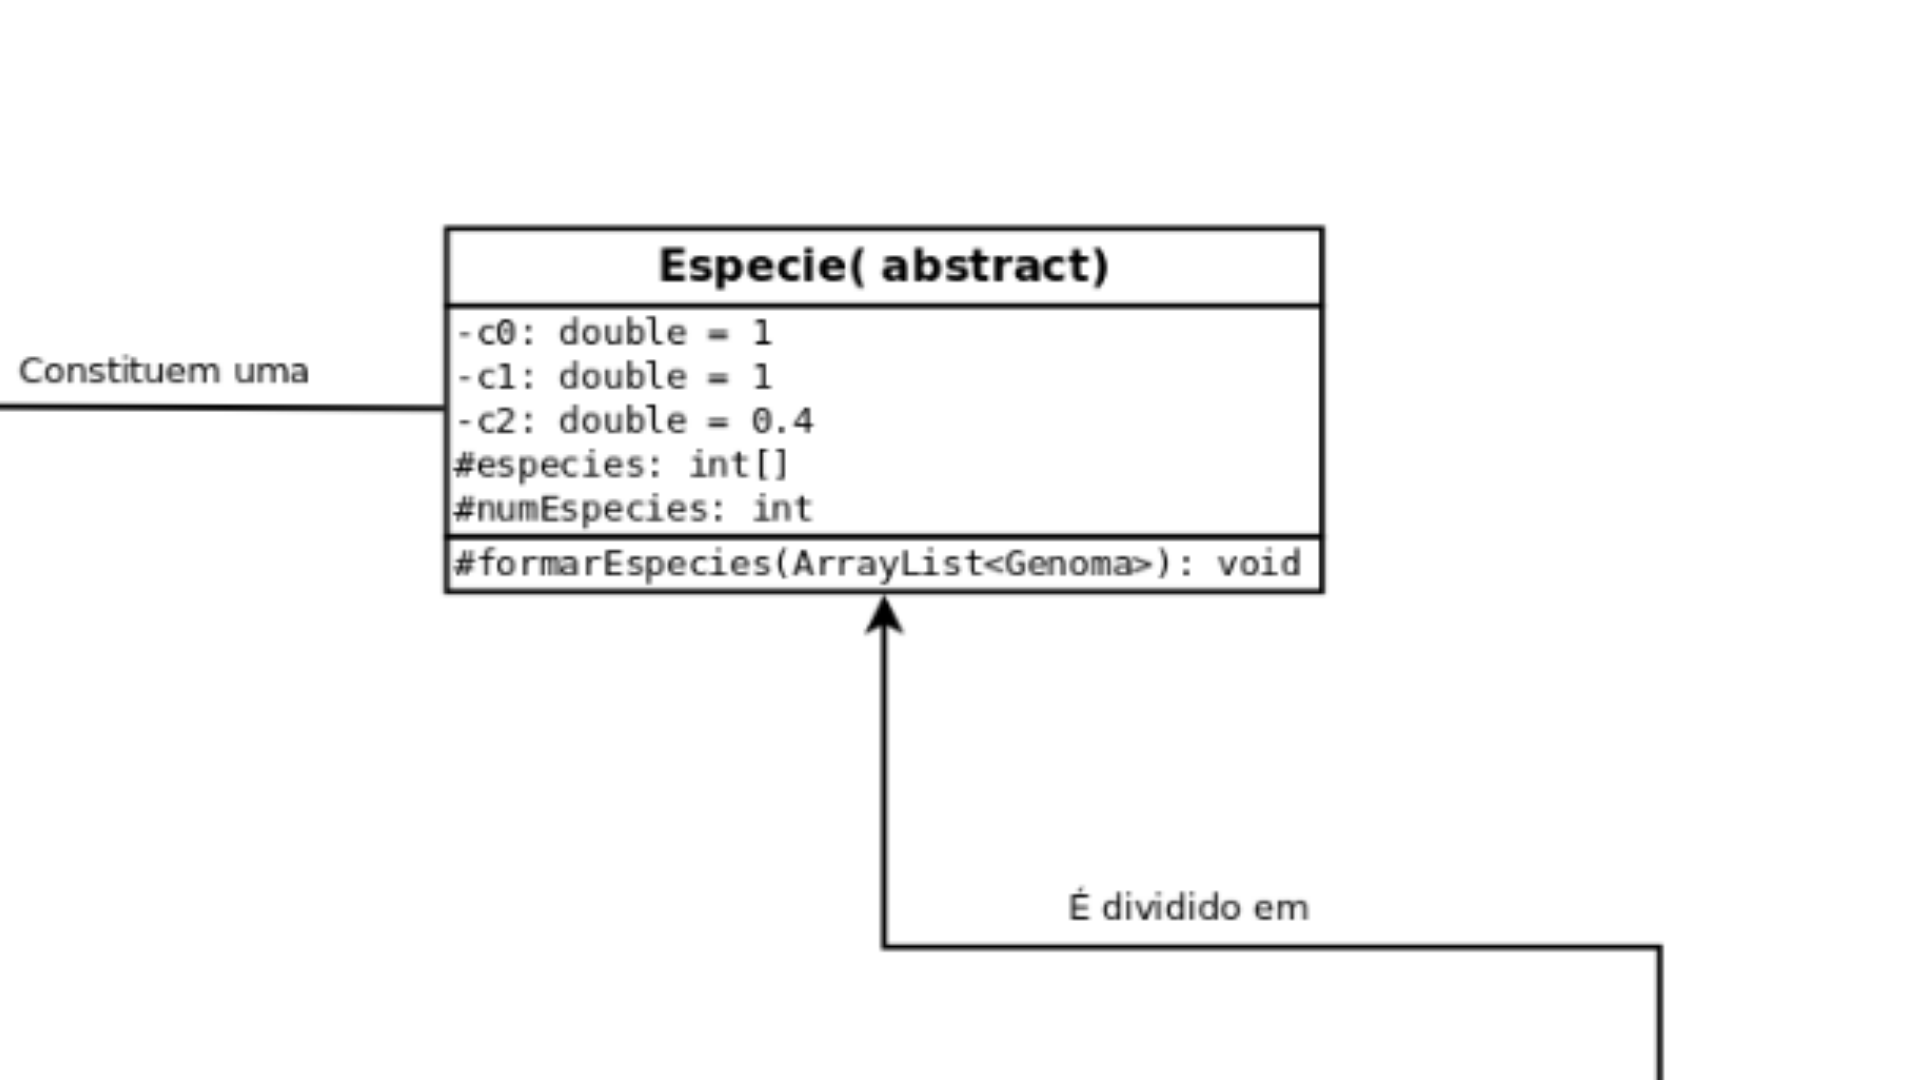 Especie( abstract)
-c0: double = 1
-c1: double = 1
-c2: double = 0.4
#especies: int[]
#numEspecies: int
#formarEspecies(ArrayList<Genoma>): void
Constituem uma
É dividido em